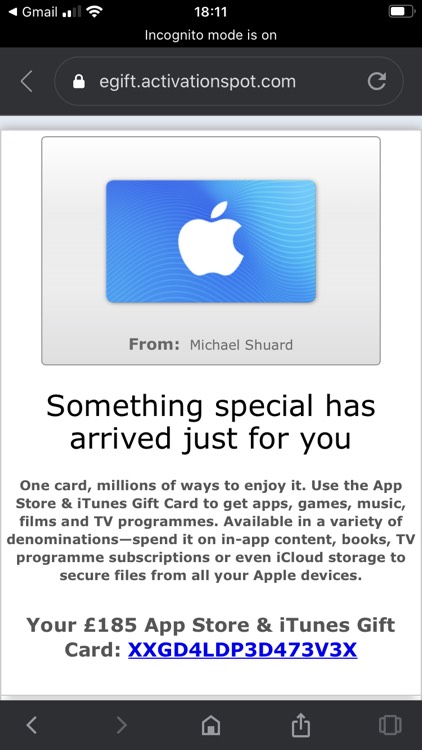 Gmail 18:11
Incognito mode is on
egift.activationspot.com
From: Michael Shuard
Something special has
arrived just for you
One card, millions of ways to enjoy it. Use the App
Store & iTunes Gift Card to get apps, games, music,
films and TV programmes. Available in a variety of
denominations—spend it on in-app content, books, TV
programme subscriptions or even iCloud storage to
secure files from all your Apple devices.
Your £185 App Store & iTunes Gift
Card: XXGD4LDP3D473V3X